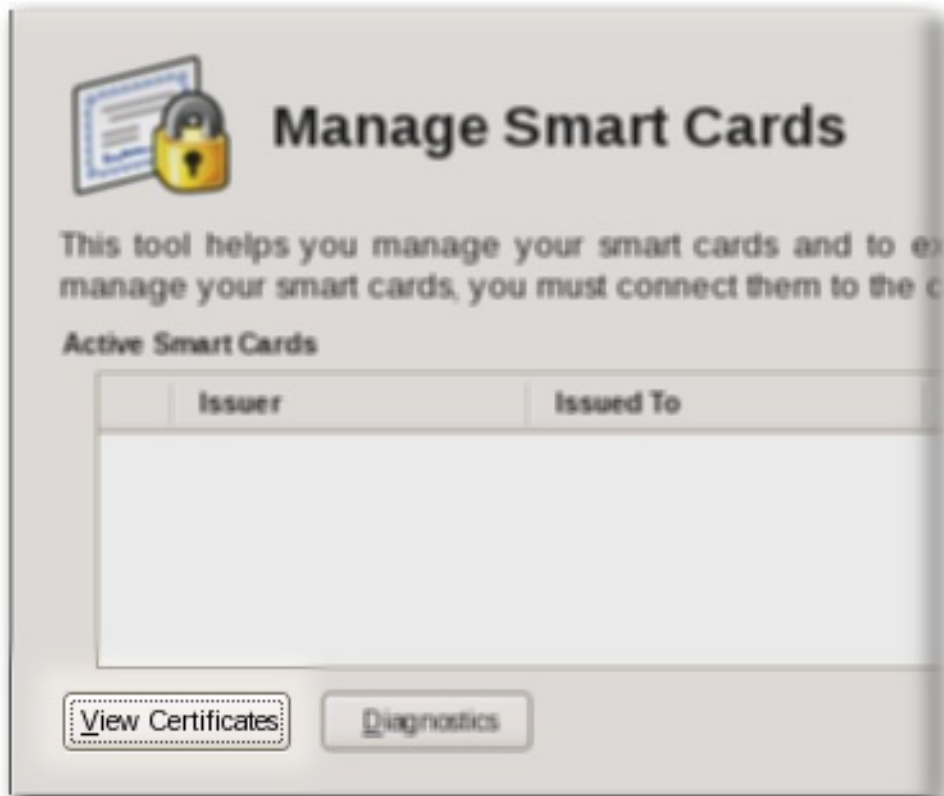 Manage Smart Cards
This tool helps you manage your smart cards and to
manage your smart cards, you must connect them to the
Active Smart Cards
Issuer Issued To
View Certificates Diagnostics